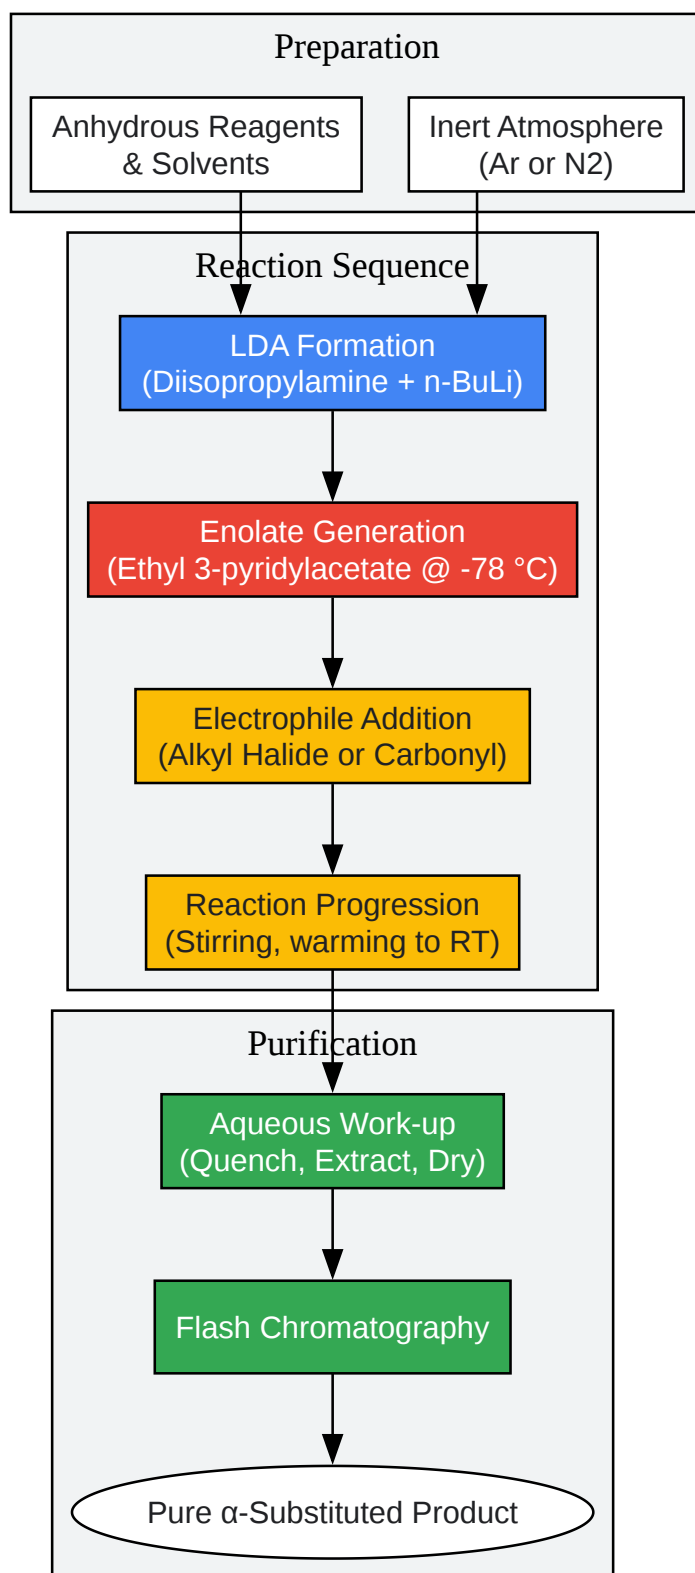 Preparation
Anhydrous Reagents
& Solvents
Inert Atmosphere
(Ar or N2)
Reaction Sequence
LDA Formation
(Diisopropylamine + n-BuLi)
Enolate Generation
(Ethyl 3-pyridylacetate @ -78 °C)
Electrophile Addition
(Alkyl Halide or Carbonyl)
Reaction Progression
(Stirring, warming to RT)
Purification
Aqueous Work-up
(Quench, Extract, Dry)
Flash Chromatography
Pure α-Substituted Product